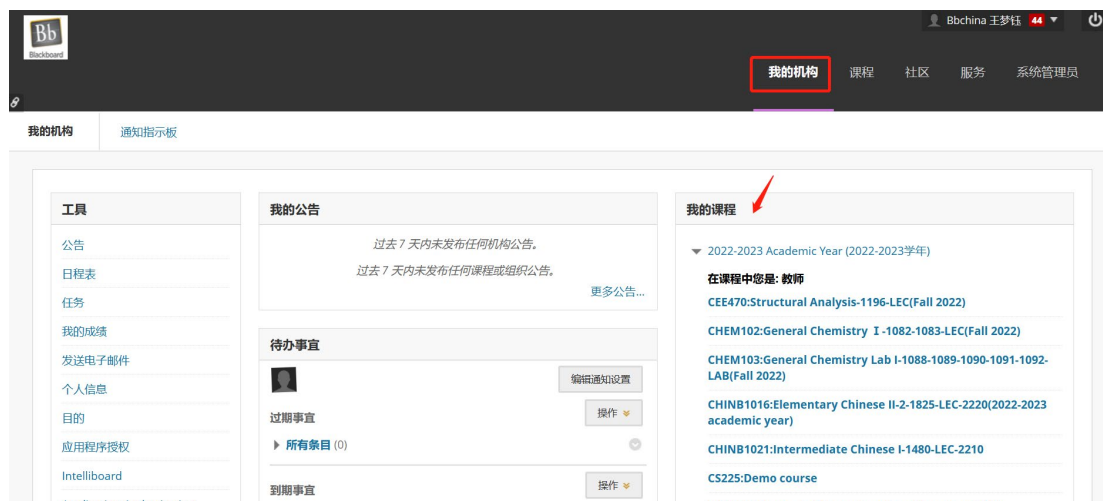 Bb
Blackboard
Bbchina 王梦钰 44
我的机构 课程 社区 服务 系统管理员
我的机构 通知指示板
工具
公告
日程表
任务
我的成绩
发送电子邮件
个人信息
目的
应用程序授权
Intelliboard
我的公告
过去 7 天内未发布任何机构公告。
过去 7 天内未发布任何课程或组织公告。
更多公告...
待办事宜
编辑通知设置
过期事宜 操作
所有条目 (0)
到期事宜 操作
我的课程
2022-2023 Academic Year (2022-2023学年)
在课程中您是: 教师
CEE470:Structural Analysis-1196-LEC(Fall 2022)
CHEM102:General Chemistry Ⅰ-1082-1083-LEC(Fall 2022)
CHEM103:General Chemistry Lab I-1088-1089-1090-1091-1092-
LAB(Fall 2022)
CHINB1016:Elementary Chinese II-2-1825-LEC-2220(2022-2023
academic year)
CHINB1021:Intermediate Chinese I-1480-LEC-2210
CS225:Demo course